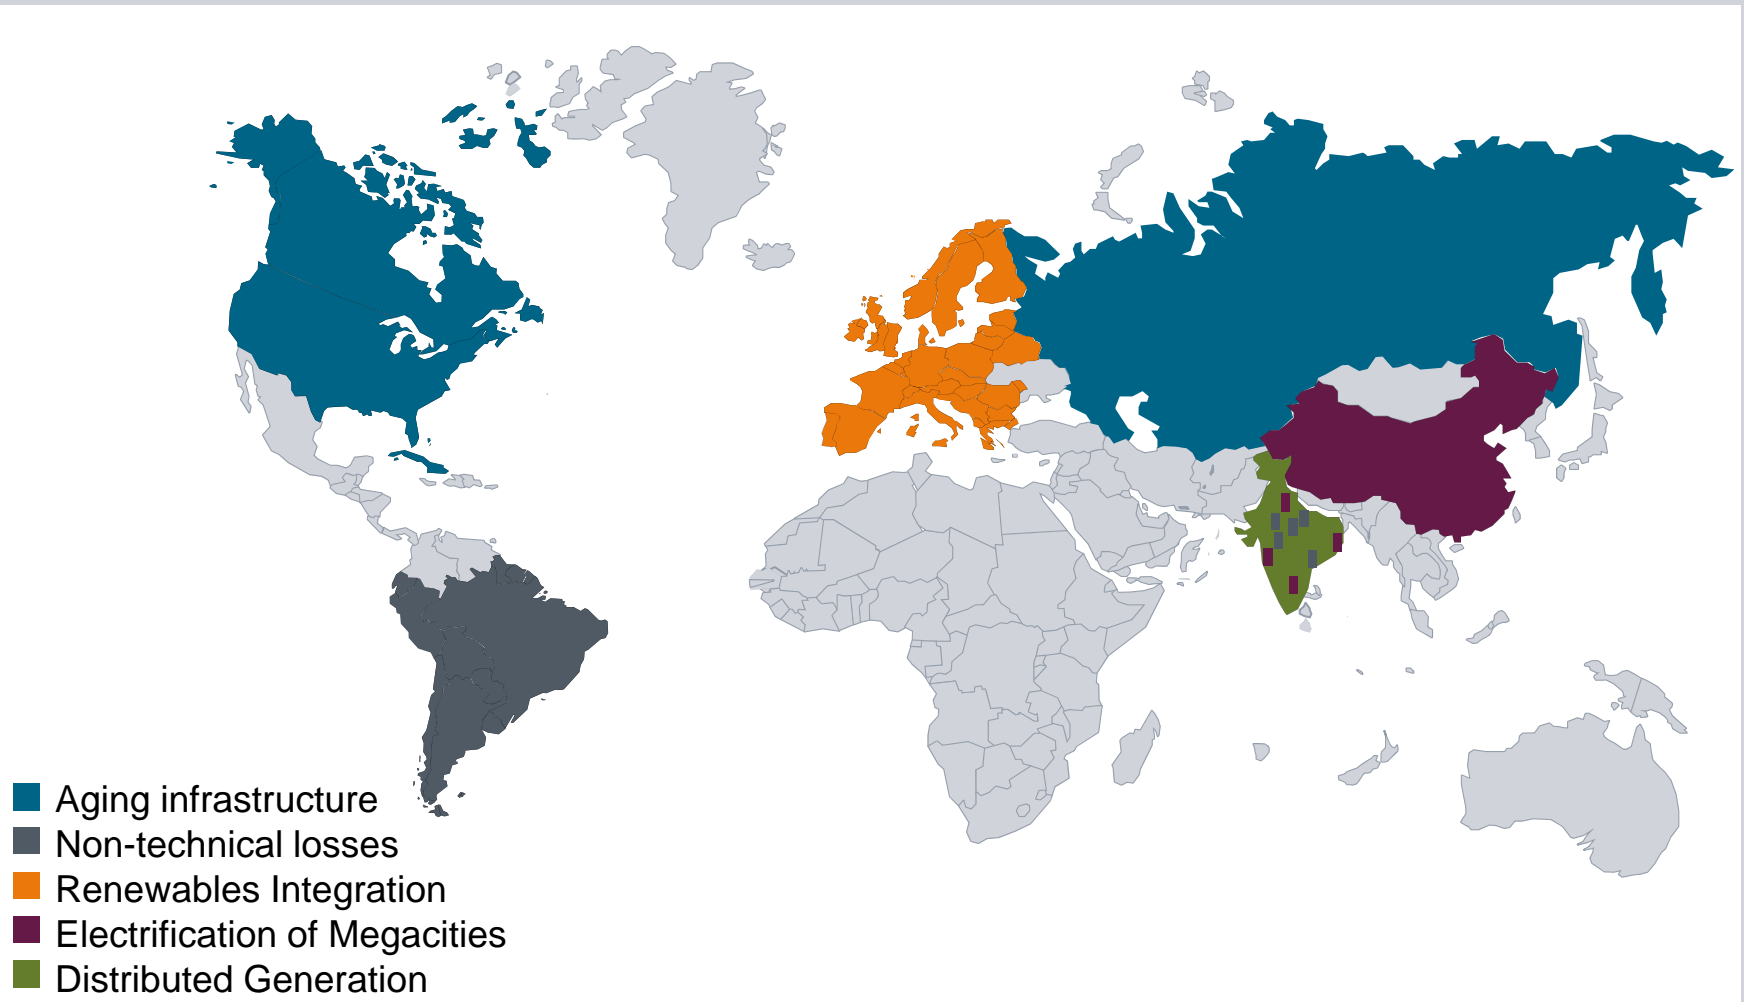 Aging infrastructure
Non-technical losses
Renewables Integration
Electrification of Megacities
Distributed Generation